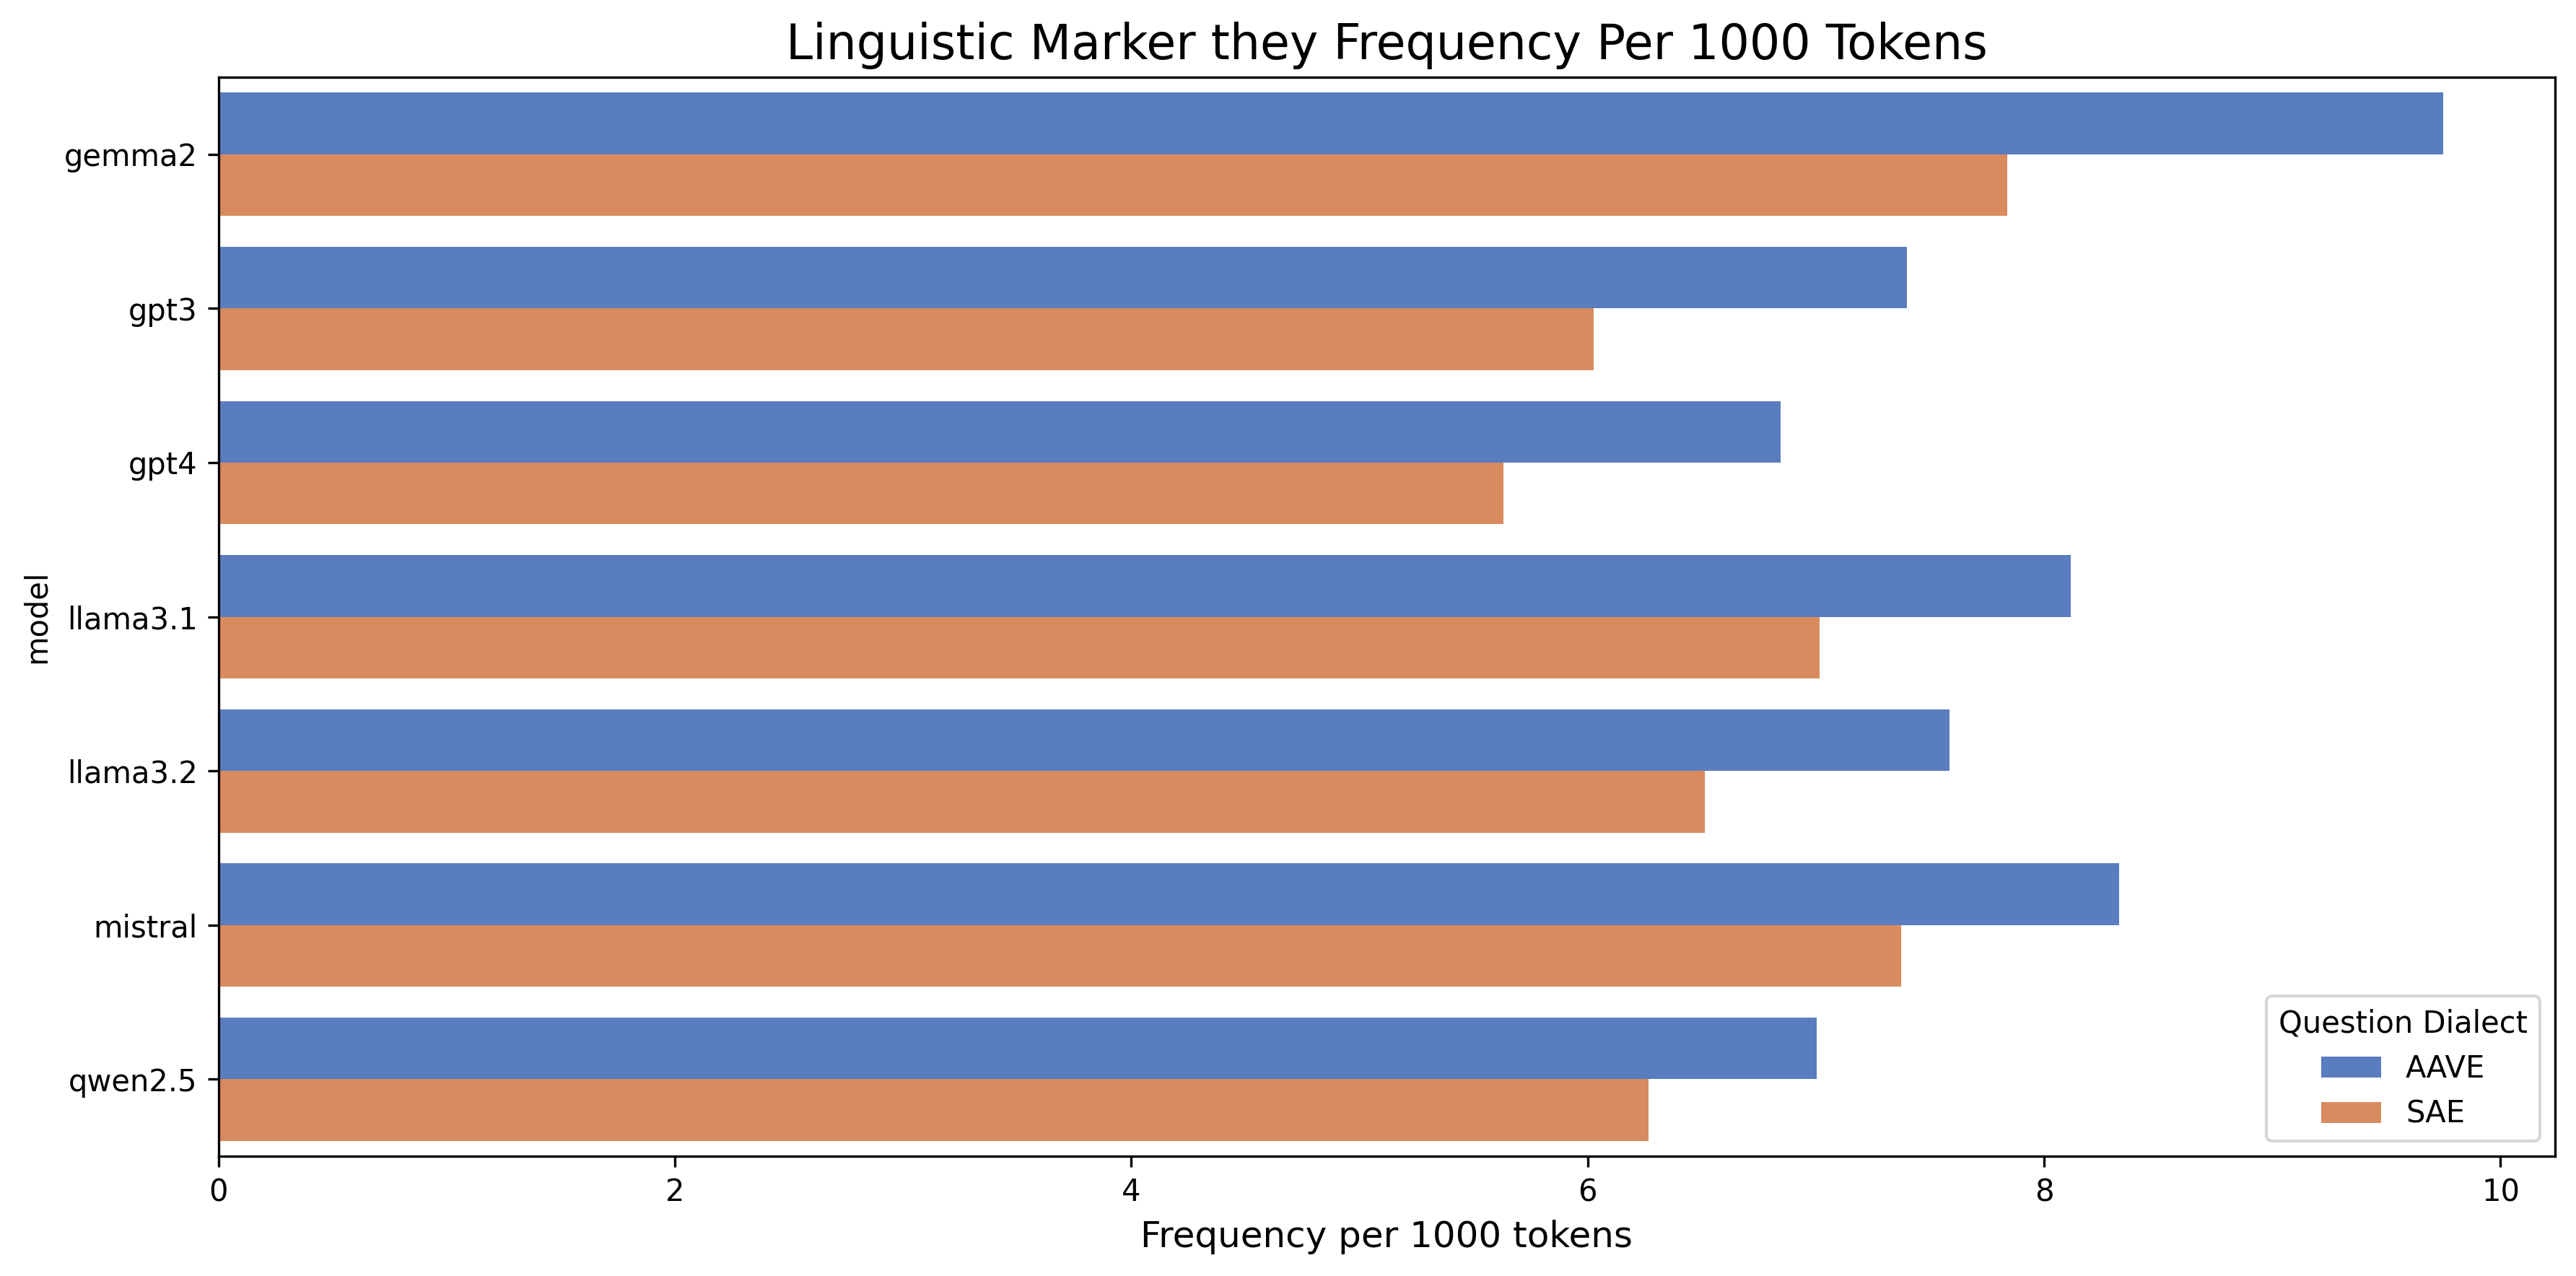 Linguistic Marker they Frequency Per 1000 Tokens
model
gemma2
gpt3
gpt4
llama3.1
llama3.2
mistral
qwen2.5
Question Dialect
AAVE
SAE
0 2 4 6 8 10
Frequency per 1000 tokens